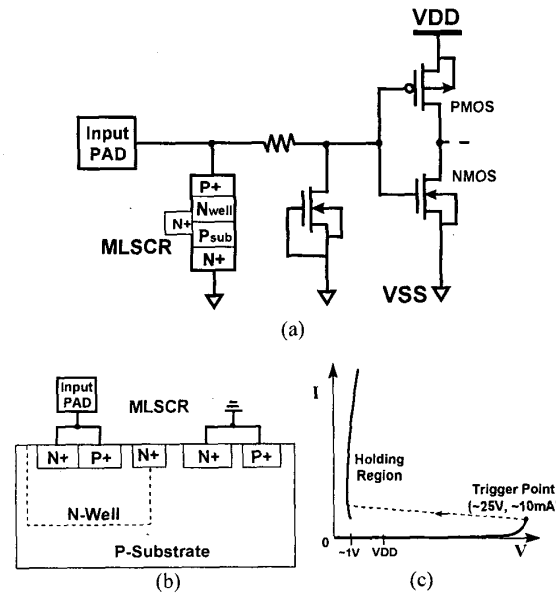 VDD
PMOS
Input
PAD
P+
Nwell
N+
Psub
N+
MLSCR
NMOS
VSS
(a)
Input
PAD
MLSCR
N+
P+
N+
N+
P+
N-Well
P-Substrate
(b)
I
Holding
Region
Trigger Point
(~25V, ~10mA)
0
~1V
VDD
V
(c)